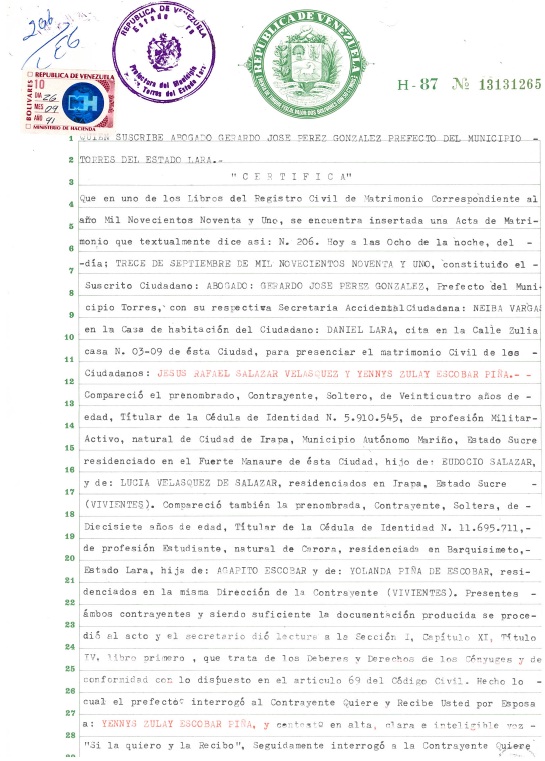 206
REPUBLICA DE VENEZUELA
Estado Lara
Prefectura del Municipio
Torres del Estado Lara
REPUBLICA DE VENEZUELA
H-87 Nº 13131265
REPUBLICA DE VENEZUELA
BOLIVARES 10
DIA 26
MES 09
AÑO 91
MINISTERIO DE HACIENDA
1 QUIEN SUSCRIBE ABOGADO GERARDO JOSE PEREZ GONZALEZ PREFECTO DEL MUNICIPIO -
2 TORRES DEL ESTADO LARA.-
3 "C E R T I F I C A"
4 Que en uno de los Libros del Registro Civil de Matrimonio Correspondiente al
5 año Mil Novecientos Noventa y Uno, se encuentra insertada una Acta de Matri-
6 monio que textualmente dice asi: N. 206. Hoy a las Ocho de la noche, del -
7 -día; TRECE DE SEPTIEMBRE DE MIL NOVECIENTOS NOVENTA Y UNO, constituido el -
8 Suscrito Ciudadano: ABOGADO: GERARDO JOSE PEREZ GONZALEZ, Prefecto del Muni-
9 cipio Torres, con su respectiva Secretaria Accidental Ciudadana: NEIBA VARGAS
10 en la Casa de habitación del Ciudadano: DANIEL LARA, cita en la Calle Zulia
11 casa N. 03-09 de ésta Ciudad, para presenciar el matrimonio Civil de los
12 Ciudadanos: JESUS RAFAEL SALAZAR VELASQUEZ Y YENNYS ZULAY ESCOBAR PIÑA.- -
13 Compareció el prenombrado, Contrayente, Soltero, de Veinticuatro años de -
14 edad, Títular de la Cédula de Identidad N. 5.910.545, de profesión Militar-
15 Activo, natural de Ciudad de Irapa, Municipio Autónomo Mariño, Estado Sucre
16 residenciado en el Fuerte Manaure de ésta Ciudad, hijo de: EUDOCIO SALAZAR,
17 y de: LUCIA VELASQUEZ DE SALAZAR, residenciados en Irapa, Estado Sucre
18 (VIVIENTES). Compareció también la prenombrada, Contrayente, Soltera, de -
19 Diecisiete años de edad, Títular de la Cédula de Identidad N. 11.695.711,-
20 de profesión Estudiante, natural de Carora, residenciada en Barquisimeto,-
21 Estado Lara, hija de: AGAPITO ESCOBAR y de: YOLANDA PIÑA DE ESCOBAR, resi-
22 denciados en la misma Dirección de la Contrayente (VIVIENTES). Presentes -
23 ámbos contrayentes y siendo suficiente la documentación producida se proce-
24 dió al acto y el secretario dió lectura a la Sección I, Capítulo XI, Título
25 IV. libro primero , que trata de los Deberes y Derechos de los Cónyuges y de
26 conformidad con lo dispuesto en el articulo 69 del Código Civil. Hecho lo -
27 cual el prefecto interrogó al Contrayente Quiere y Recibe Usted por Esposa
28 a: YENNYS ZULAY ESCOBAR PIÑA, y contesto en alta, clara e inteligible voz -
"Si la quiero y la Recibo", Seguidamente interrogó a la Contrayente Quiere